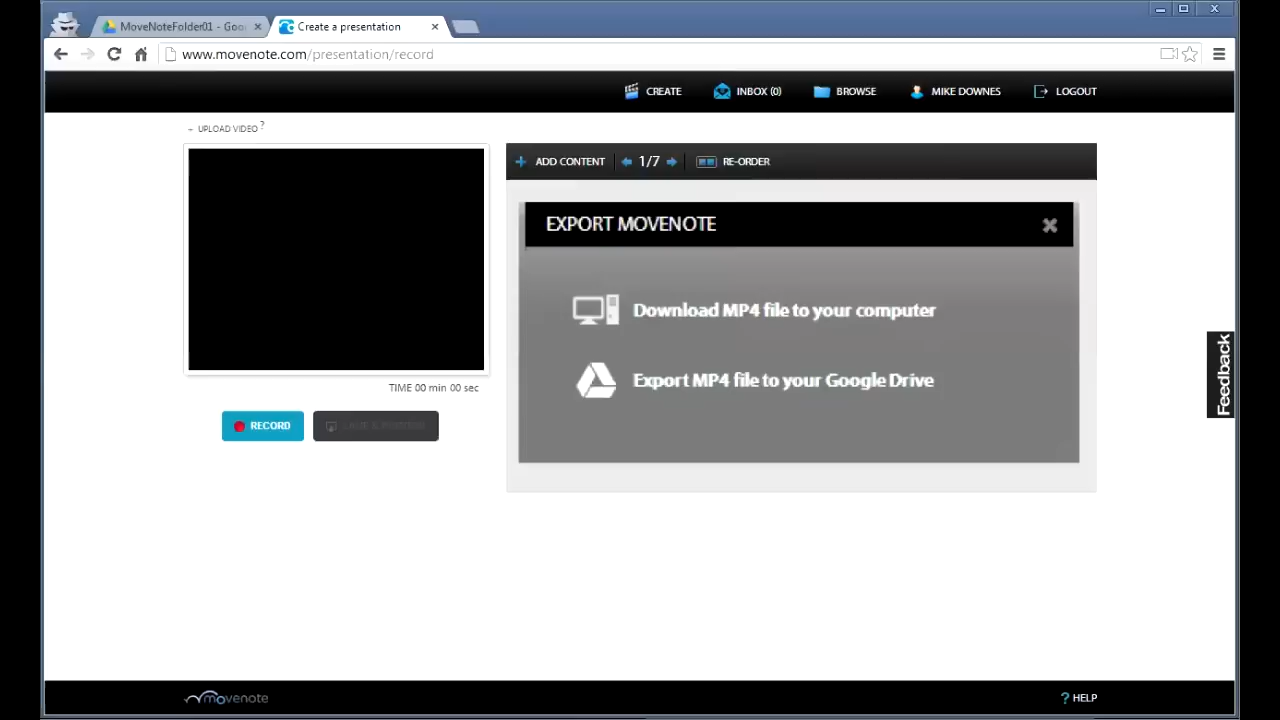 MoveNoteFolder01 - Goo
Create a presentation
www.movenote.com/presentation/record
CREATE
INBOX (0)
BROWSE
MIKE DOWNES
LOGOUT
UPLOAD VIDEO ?
ADD CONTENT
1/7
RE-ORDER
EXPORT MOVENOTE
Download MP4 file to your computer
Export MP4 file to your Google Drive
TIME 00 min 00 sec
RECORD
Feedback
movenote
? HELP